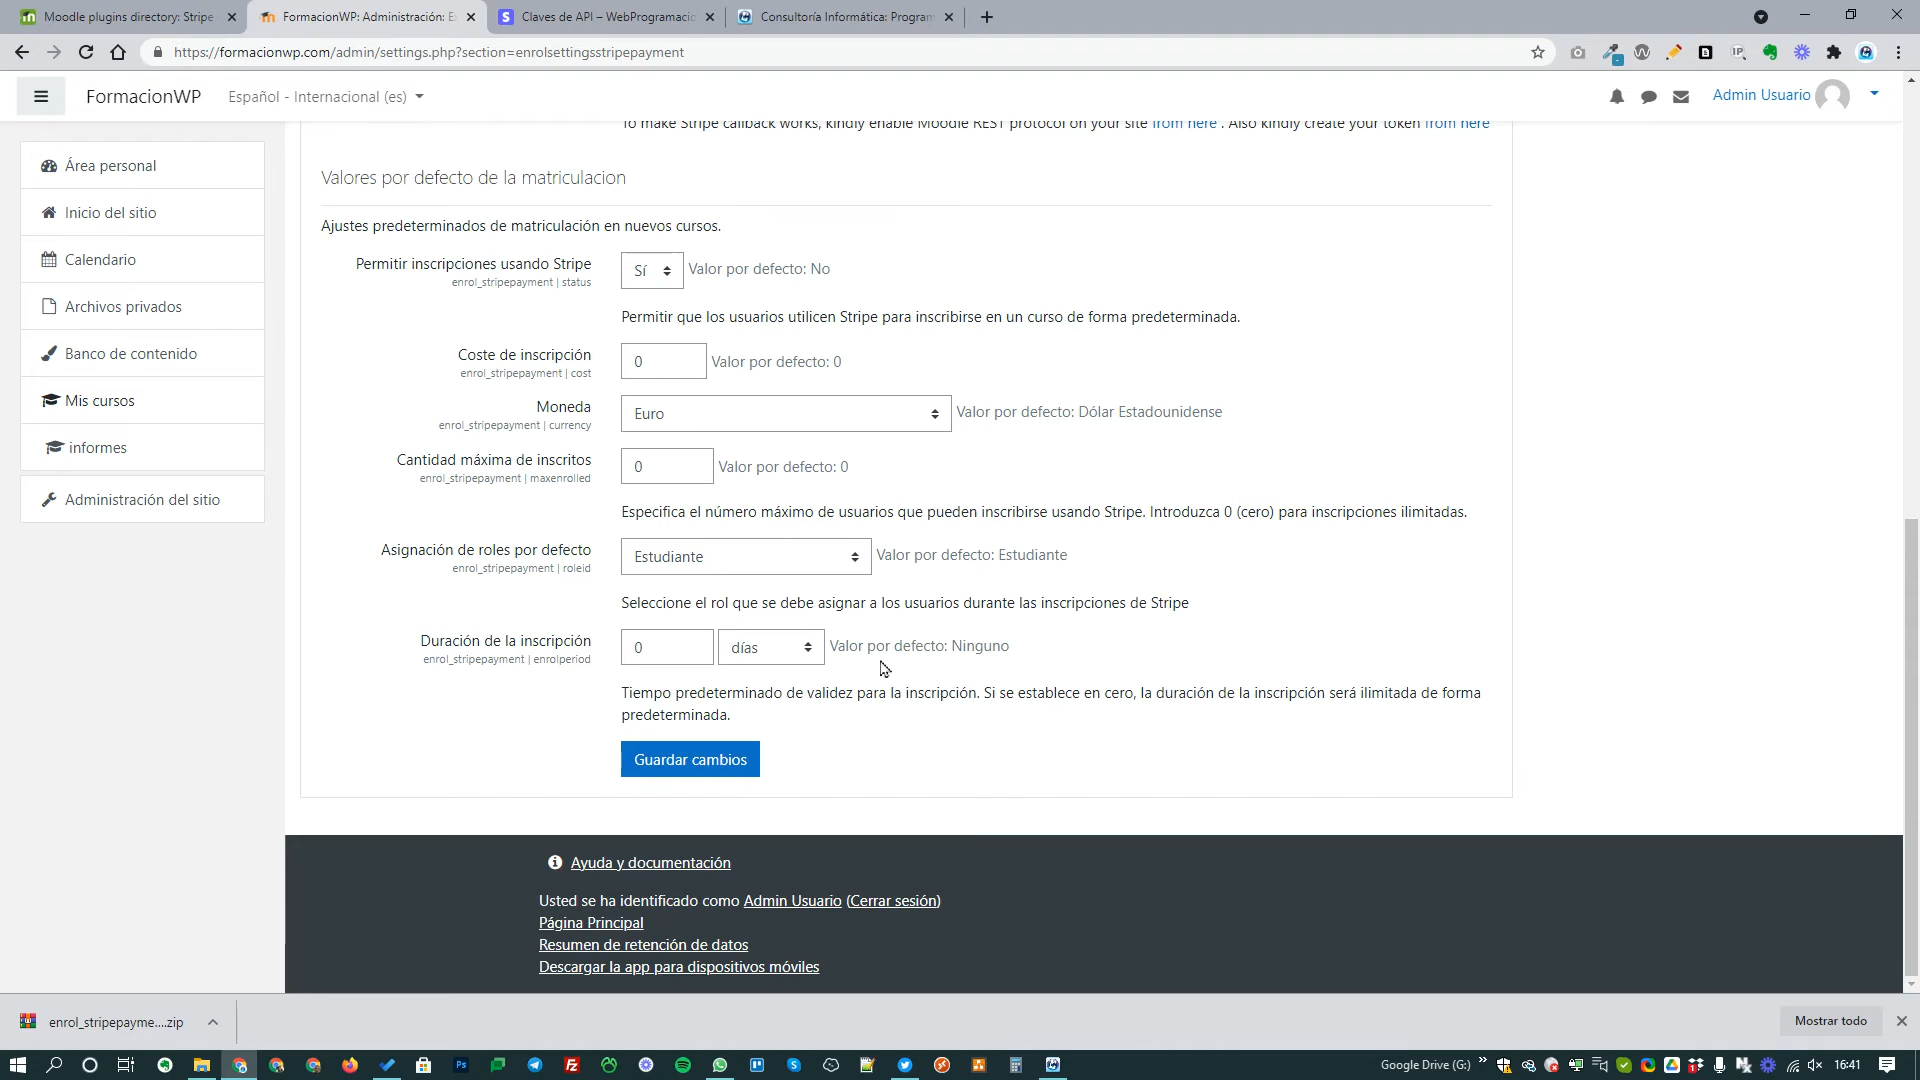 Moodle plugins directory: Stripe
FormacionWP: Administración: E
Claves de API – WebProgramacio
Consultoría Informática: Program
https://formacionwp.com/admin/settings.php?section=enrolsettingsstripepayment
FormacionWP
Español - Internacional (es)
Admin Usuario
To make Stripe callback works, kindly enable Moodle REST protocol on your site from here . Also kindly create your token from here
Área personal
Inicio del sitio
Calendario
Archivos privados
Banco de contenido
Mis cursos
informes
Administración del sitio
Valores por defecto de la matriculacion
Ajustes predeterminados de matriculación en nuevos cursos.
Permitir inscripciones usando Stripe
enrol_stripepayment | status
Sí
Valor por defecto: No
Permitir que los usuarios utilicen Stripe para inscribirse en un curso de forma predeterminada.
Coste de inscripción
enrol_stripepayment | cost
0
Valor por defecto: 0
Moneda
enrol_stripepayment | currency
Euro
Valor por defecto: Dólar Estadounidense
Cantidad máxima de inscritos
enrol_stripepayment | maxenrolled
0
Valor por defecto: 0
Especifica el número máximo de usuarios que pueden inscribirse usando Stripe. Introduzca 0 (cero) para inscripciones ilimitadas.
Asignación de roles por defecto
enrol_stripepayment | roleid
Estudiante
Valor por defecto: Estudiante
Seleccione el rol que se debe asignar a los usuarios durante las inscripciones de Stripe
Duración de la inscripción
enrol_stripepayment | enrolperiod
0
días
Valor por defecto: Ninguno
Tiempo predeterminado de validez para la inscripción. Si se establece en cero, la duración de la inscripción será ilimitada de forma
predeterminada.
Guardar cambios
Ayuda y documentación
Usted se ha identificado como Admin Usuario (Cerrar sesión)
Página Principal
Resumen de retención de datos
Descargar la app para dispositivos móviles
enrol_stripepayme....zip
Mostrar todo
Google Drive (G:)
16:41